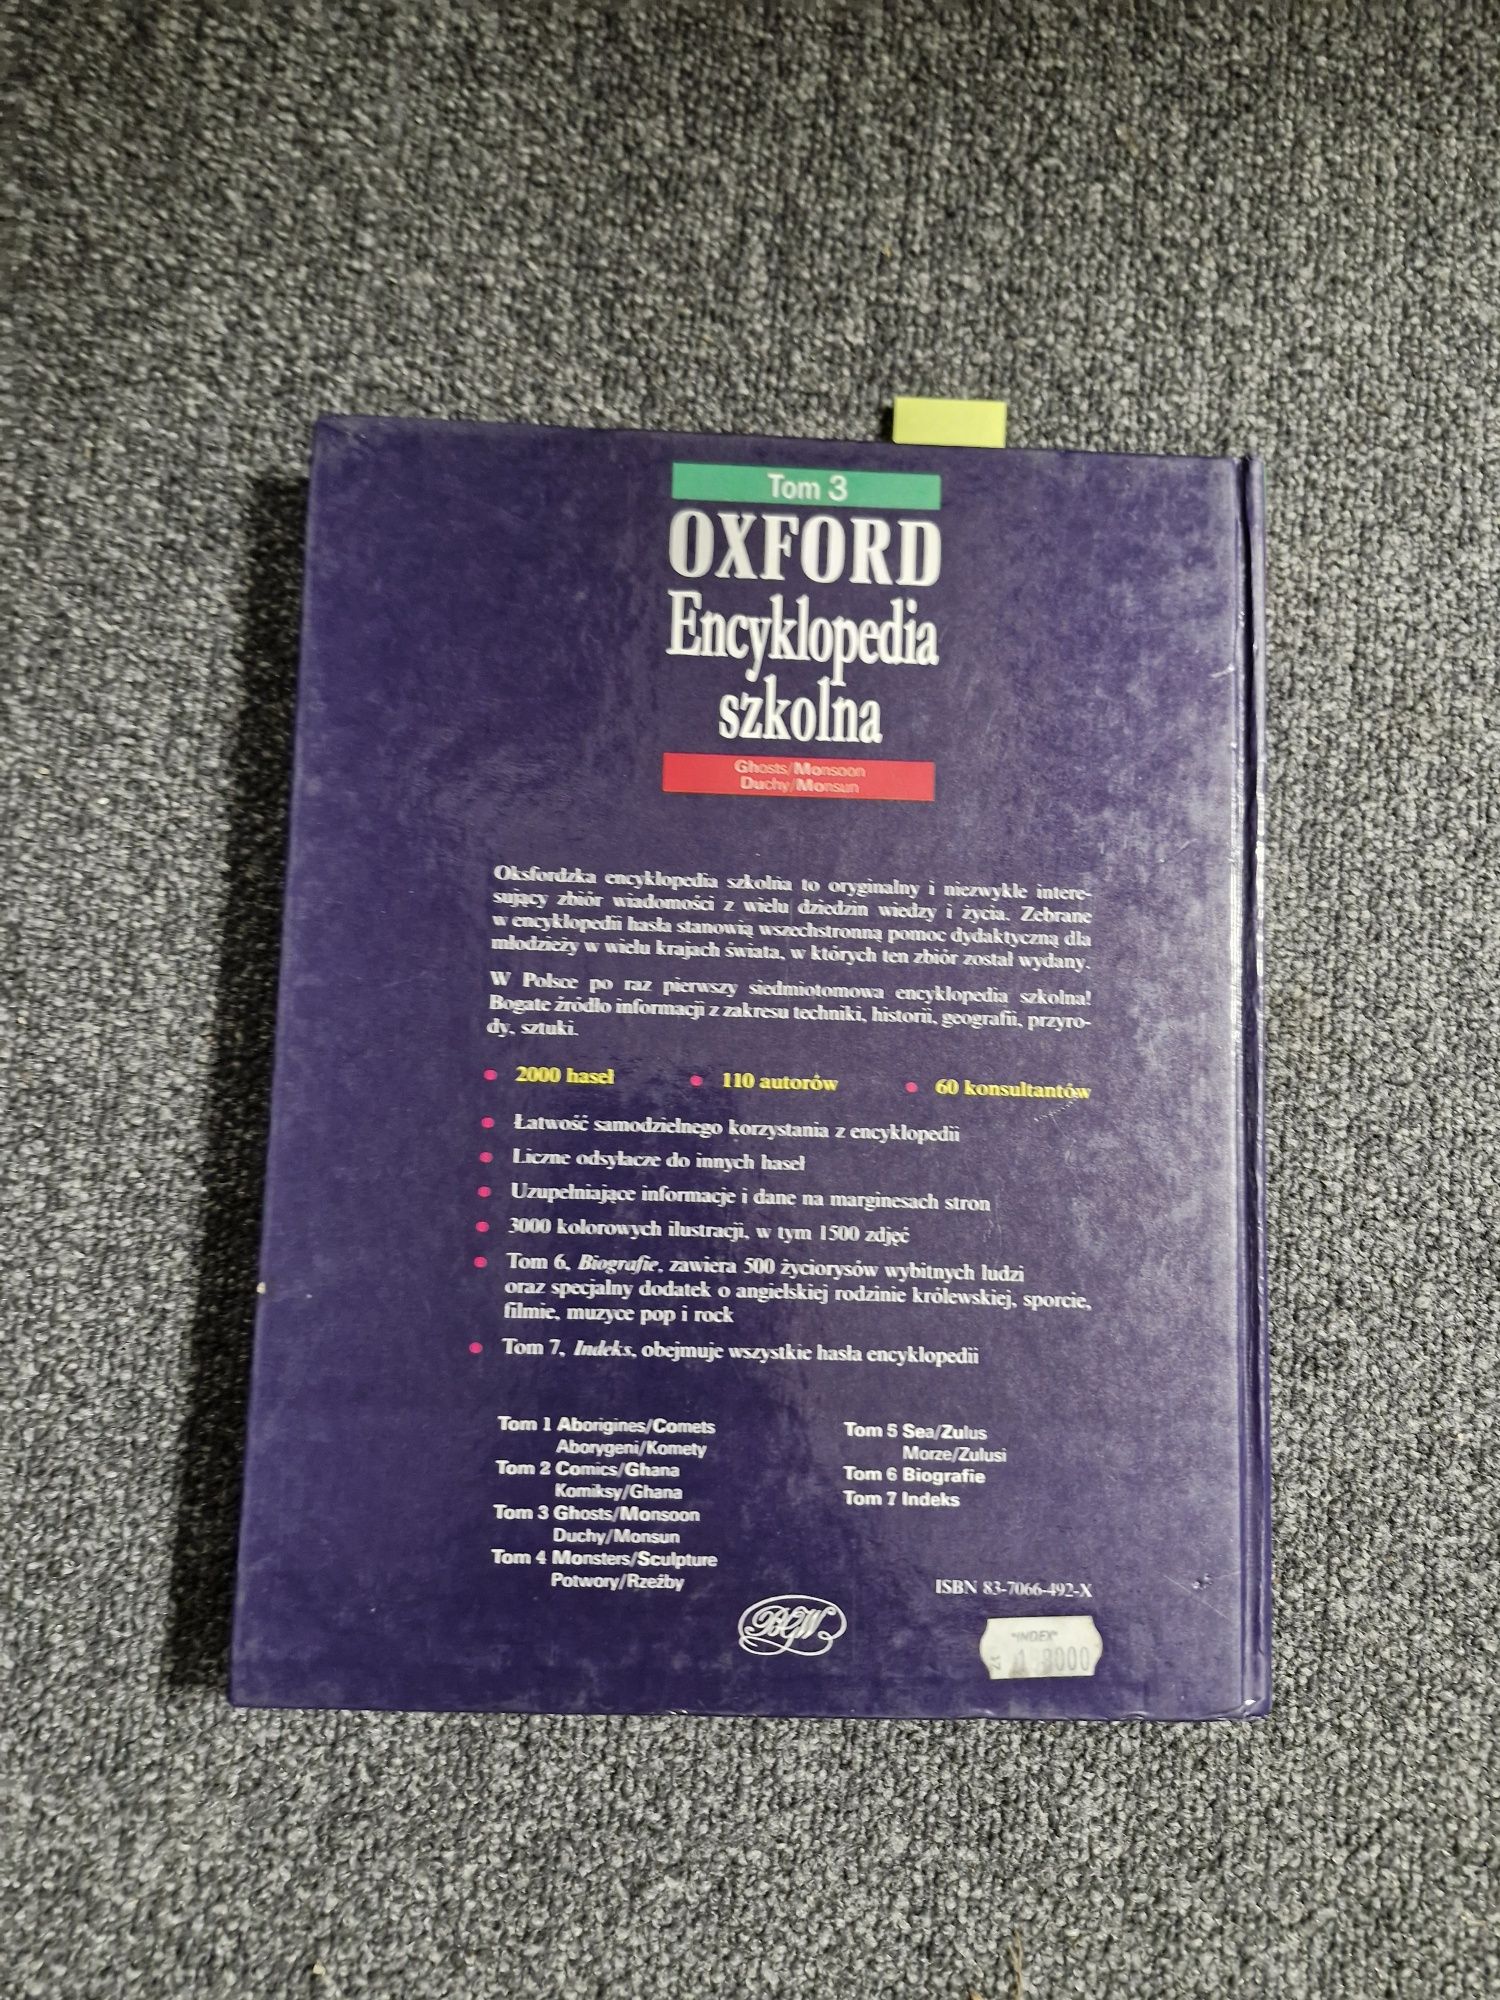 Tom 3
OXFORD
Encyklopedia
szkolna
Ghosts/Monsoon
Duchy/Monsun
Oksfordzka encyklopedia szkolna to oryginalny i niezwykle intere-
sujący zbiór wiadomości z wielu dziedzin wiedzy i życia. Zebrane
w encyklopedii hasła stanowią wszechstronną pomoc dydaktyczną dla
młodzieży w wielu krajach świata, w których ten zbiór został wydany.
W Polsce po raz pierwszy siedmiotomowa encyklopedia szkolna!
Bogate źródło informacji z zakresu techniki, historii, geografii, przyro-
dy, sztuki.
• 2000 haseł • 110 autorów • 60 konsultantów
• Łatwość samodzielnego korzystania z encyklopedii
• Liczne odsyłacze do innych haseł
• Uzupełniające informacje i dane na marginesach stron
• 3000 kolorowych ilustracji, w tym 1500 zdjęć
• Tom 6, Biografie, zawiera 500 życiorysów wybitnych ludzi
oraz specjalny dodatek o angielskiej rodzinie królewskiej, sporcie,
filmie, muzyce pop i rock
• Tom 7, Indeks, obejmuje wszystkie hasła encyklopedii
Tom 1 Aborigines/Comets
Aborygeni/Komety
Tom 2 Comics/Ghana
Komiksy/Ghana
Tom 3 Ghosts/Monsoon
Duchy/Monsun
Tom 4 Monsters/Sculpture
Potwory/Rzeźby
Tom 5 Sea/Zulus
Morze/Zulusi
Tom 6 Biografie
Tom 7 Indeks
ISBN 83-7066-492-X
BGW
"INDEX"